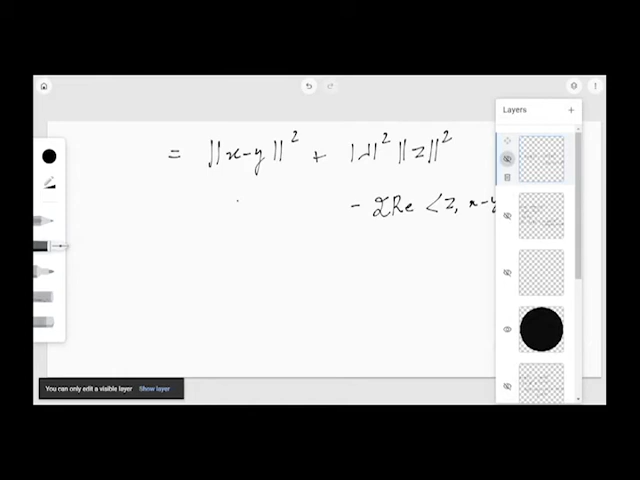 Layers
= ||x-y||² + |λ|² ||z||²
- 2Re <z, x-y
You can only edit a visible layer Show layer